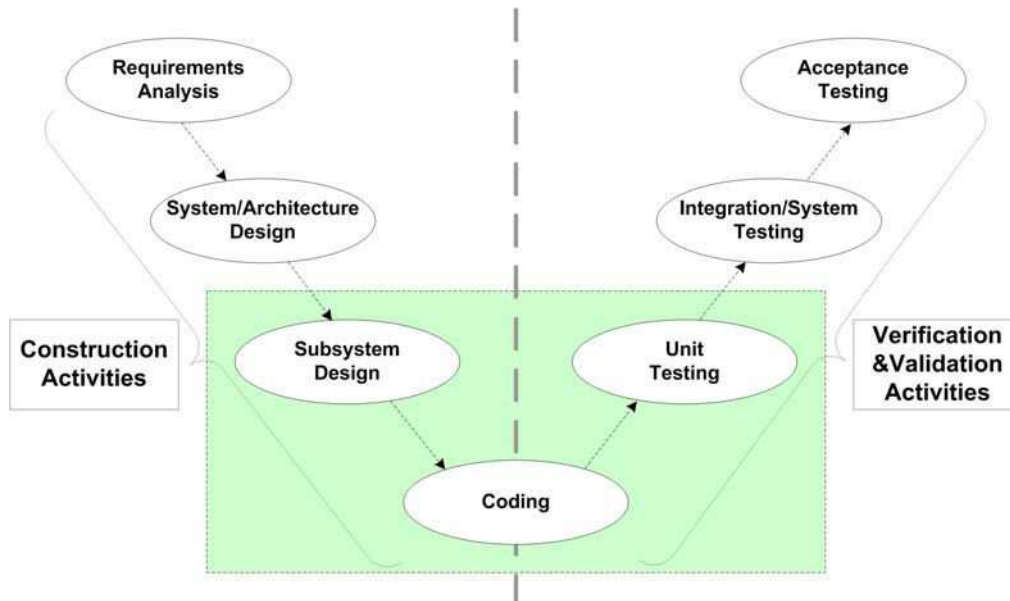 Requirements
Analysis
Acceptance
Testing
System/Architecture
Design
Integration/System
Testing
Construction
Activities
Subsystem
Design
Unit
Testing
Verification
&Validation
Activities
Coding